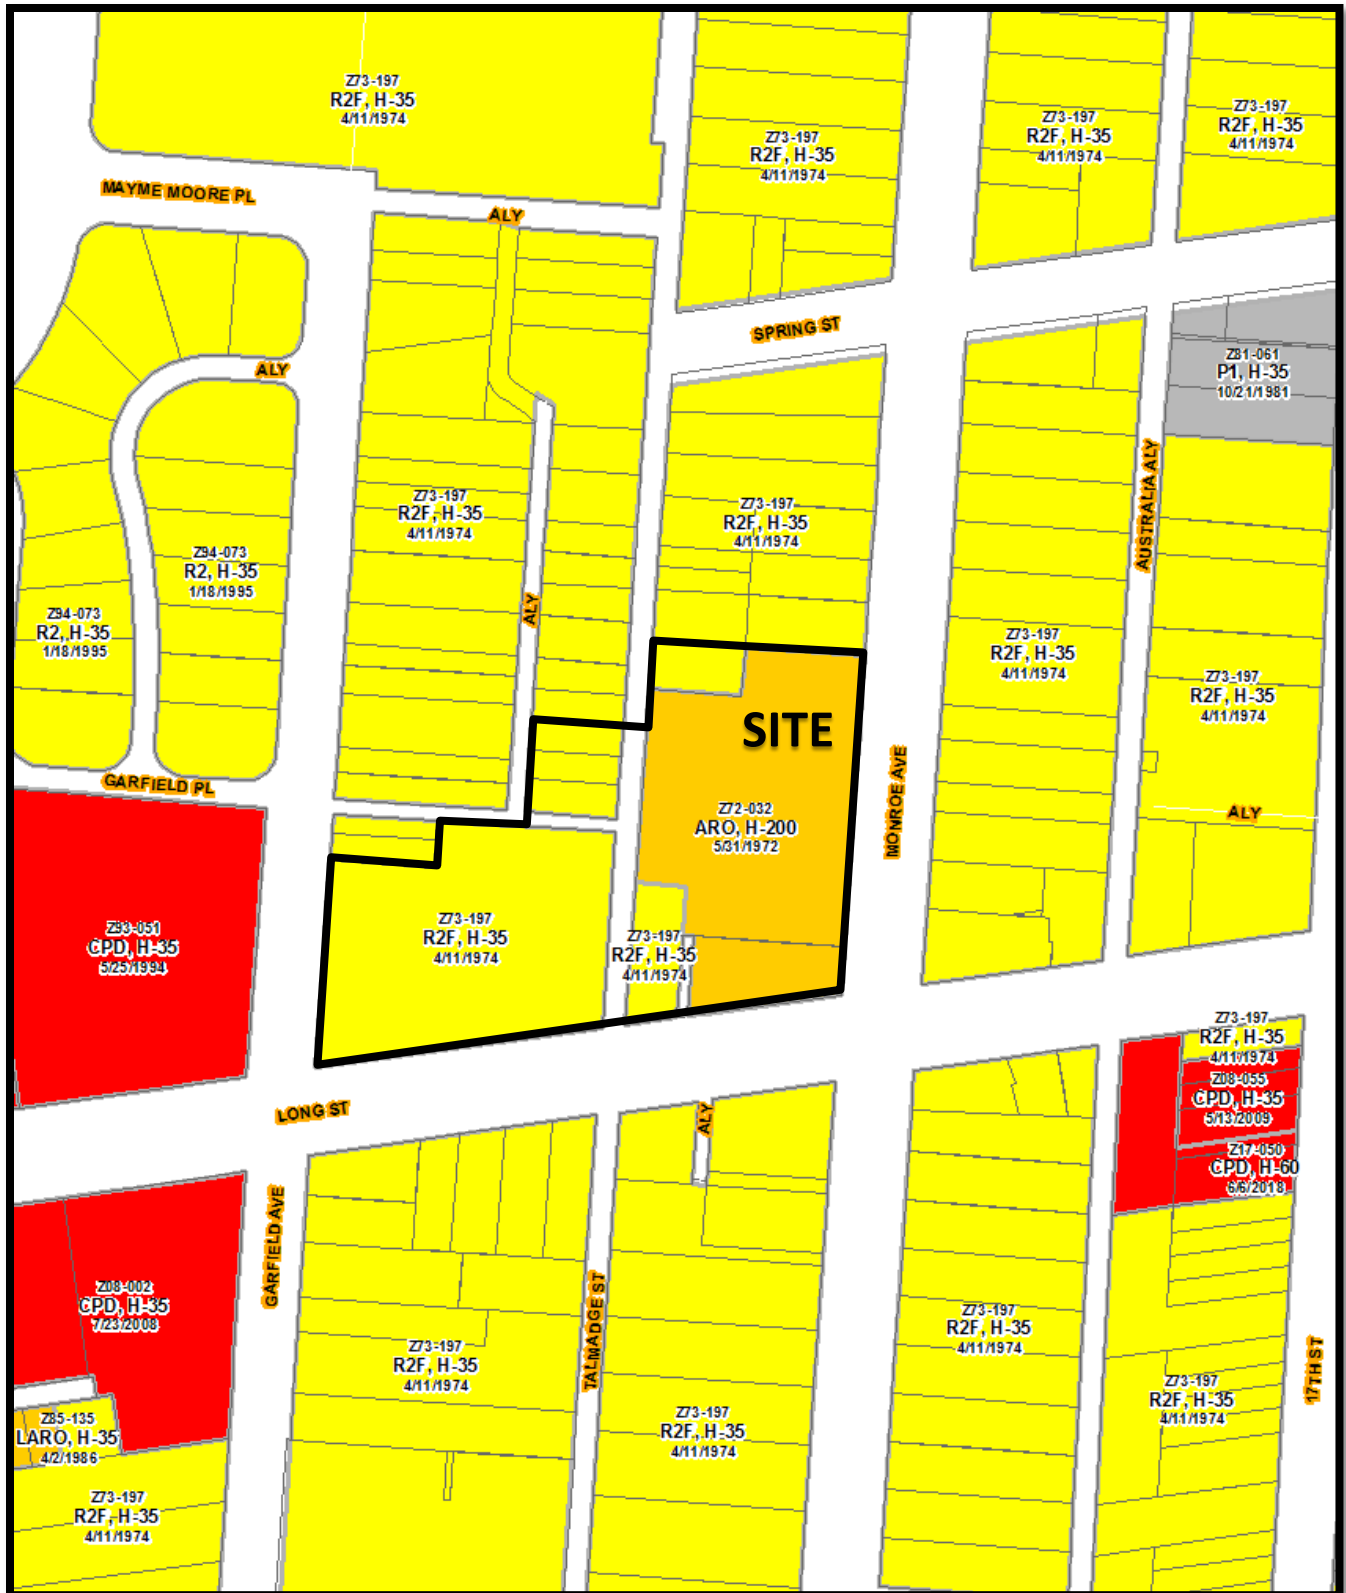 Z73-197
R2F, H-35
4/11/1974
Z73-197
R2F, H-35
4/11/1974
Z73-197
R2F, H-35
4/11/1974
Z73-197
R2F, H-35
4/11/1974
MAYME MOORE PL
ALY
SPRING ST
ALY
Z81-061
P1, H-35
10/21/1981
AUSTRALIA ALY
Z73-197
R2F, H-35
4/11/1974
Z73-197
R2F, H-35
4/11/1974
Z94-073
R2, H-35
1/18/1995
ALY
Z94-073
R2, H-35
1/18/1995
Z73-197
R2F, H-35
4/11/1974
Z73-197
R2F, H-35
4/11/1974
SITE
GARFIELD PL
MONROE AVE
ALY
Z72-032
ARO, H-200
5/31/1972
Z93-051
CPD, H-35
5/25/1994
Z73-197
R2F, H-35
4/11/1974
Z73-197
R2F, H-35
4/11/1974
Z73-197
R2F, H-35
4/11/1974
Z08-055
CPD, H-35
5/13/2009
Z17-050
CPD, H-60
6/6/2018
LONG ST
ALY
GARFIELD AVE
TALMADGE ST
17TH ST
Z08-002
CPD, H-35
7/23/2008
Z73-197
R2F, H-35
4/11/1974
Z73-197
R2F, H-35
4/11/1974
Z73-197
R2F, H-35
4/11/1974
Z73-197
R2F, H-35
4/11/1974
Z85-135
LARO, H-35
4/2/1986
Z73-197
R2F, H-35
4/11/1974